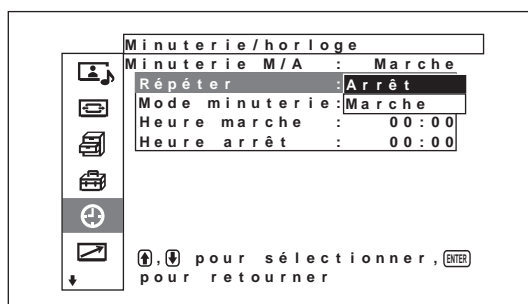 Minuterie/horloge
Minuterie M/A : Marche
Répéter : Arrêt
Mode minuterie: Marche
Heure marche : 00:00
Heure arrêt : 00:00
, pour sélectionner, ENTER
pour retourner